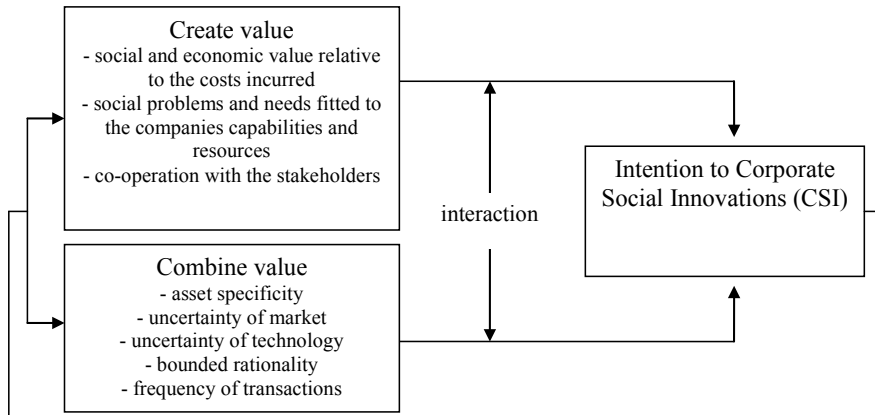 Create value
- social and economic value relative
to the costs incurred
- social problems and needs fitted to
the companies capabilities and
resources
- co-operation with the stakeholders
interaction
Intention to Corporate
Social Innovations (CSI)
Combine value
- asset specificity
- uncertainty of market
- uncertainty of technology
- bounded rationality
- frequency of transactions